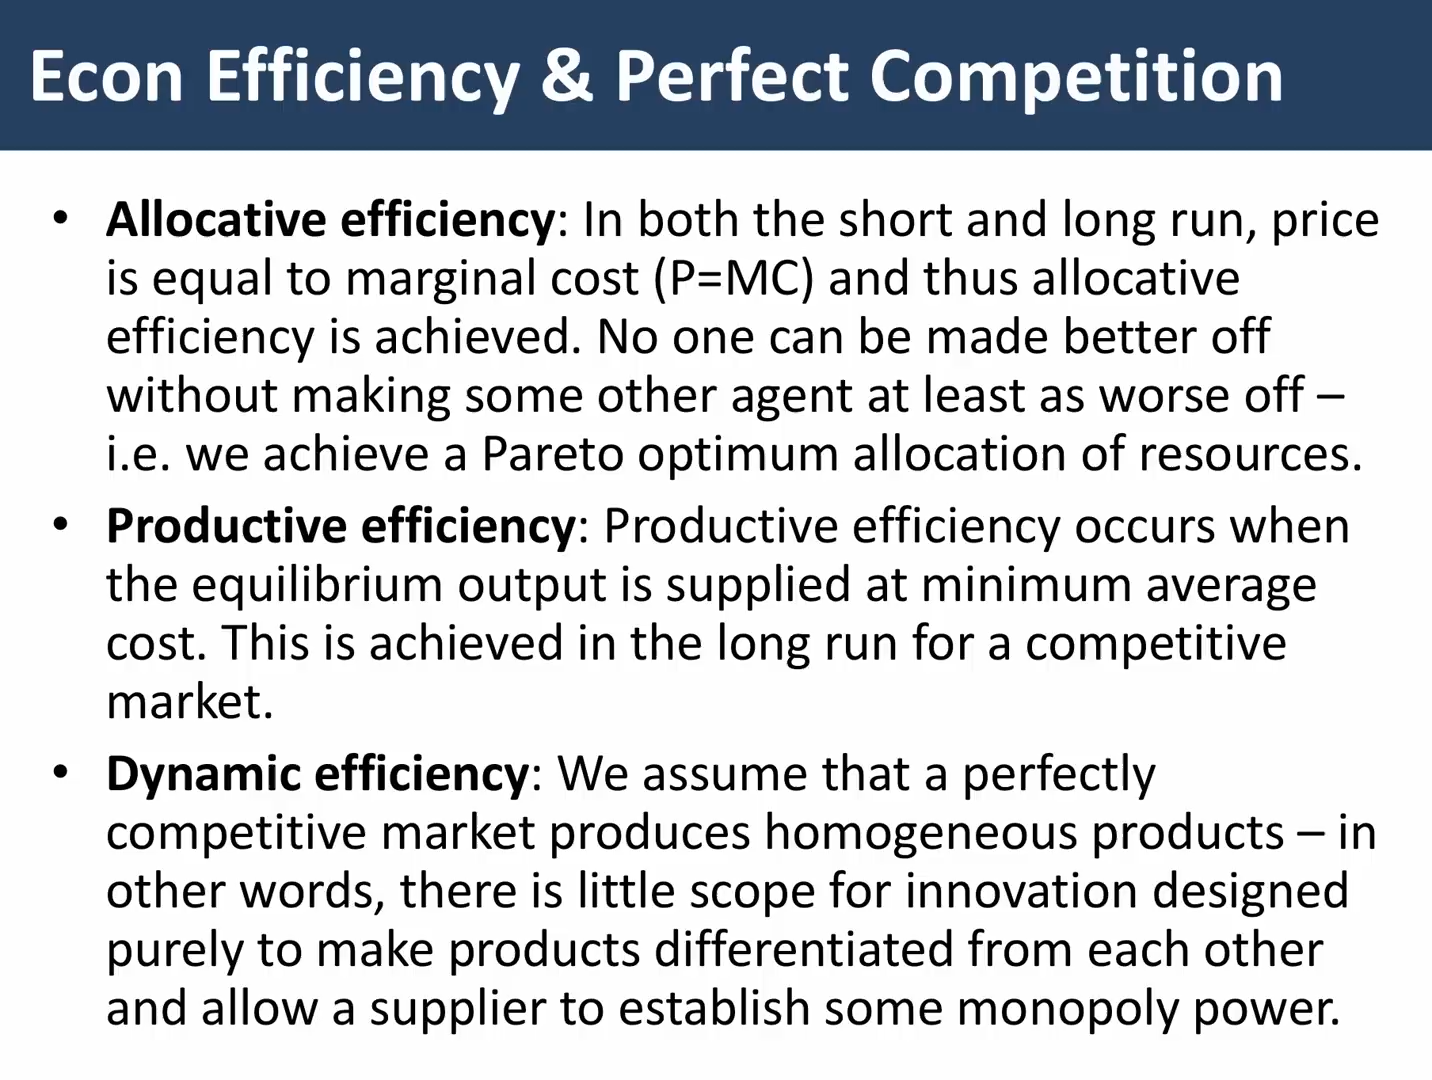 Econ Efficiency & Perfect Competition
• Allocative efficiency: In both the short and long run, price
is equal to marginal cost (P=MC) and thus allocative
efficiency is achieved. No one can be made better off
without making some other agent at least as worse off –
i.e. we achieve a Pareto optimum allocation of resources.
• Productive efficiency: Productive efficiency occurs when
the equilibrium output is supplied at minimum average
cost. This is achieved in the long run for a competitive
market.
• Dynamic efficiency: We assume that a perfectly
competitive market produces homogeneous products – in
other words, there is little scope for innovation designed
purely to make products differentiated from each other
and allow a supplier to establish some monopoly power.